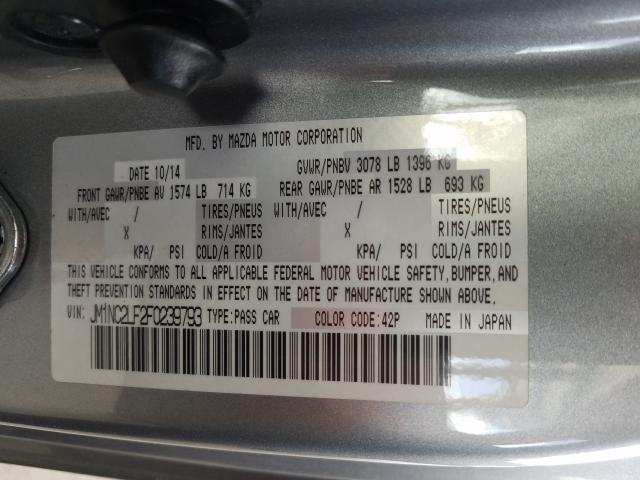 MFD. BY MAZDA MOTOR CORPORATION
DATE 10/14 GVWR/PNBV 3078 LB 1396 KG
FRONT GAWR/PNBE AV 1574 LB 714 KG REAR GAWR/PNBE AR 1528 LB 693 KG
WITH/AVEC / TIRES/PNEUS WITH/AVEC / TIRES/PNEUS
X RIMS/JANTES X RIMS/JANTES
KPA/ PSI COLD/A FROID KPA/ PSI COLD/A FROID
THIS VEHICLE CONFORMS TO ALL APPLICABLE FEDERAL MOTOR VEHICLE SAFETY, BUMPER, AND
THEFT PREVENTION STANDARDS IN EFFECT ON THE DATE OF MANUFACTURE SHOWN ABOVE.
VIN: JM1NC2LF2F0239793 TYPE:PASS CAR COLOR CODE:42P MADE IN JAPAN